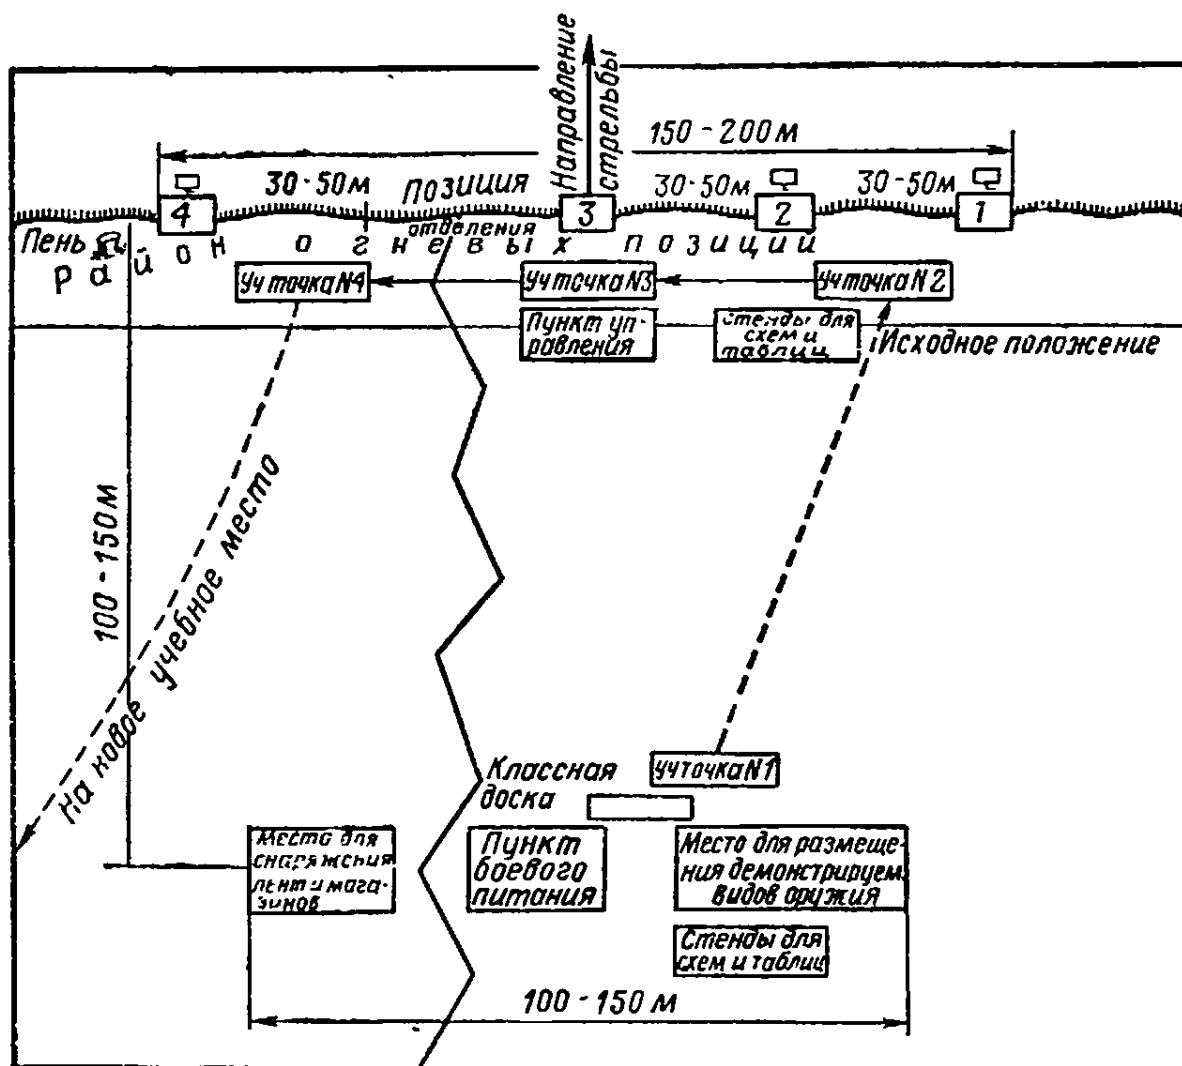 Направление
стрельбы
150-200м
30-50м
Позиция
отделения
30-50м
30-50м
4
3
2
1
Пень
Район огневых позиций
Уч точка N4
Уч точка N3
Уч точка N2
Пункт уп-
равления
Стенды для
схем и
таблиц
Исходное положение
100-150м
На новое учебное место
уч точка N1
Классная
доска
Место для
снаряжения
лент и мага-
зинов
Пункт
боевого
питания
Место для размеще-
ния демонстрируем.
видов оружия
Стенды для
схем и таблиц
100-150м